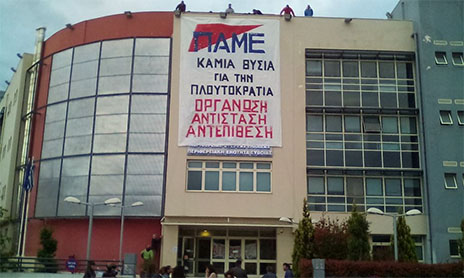 ΠΑΜΕ
ΚΑΜΙΑ ΘΥΣΙΑ
ΓΙΑ ΤΗΝ
ΠΛΟΥΤΟΚΡΑΤΙΑ
ΟΡΓΑΝΩΣΗ
ΑΝΤΙΣΤΑΣΗ
ΑΝΤΕΠΙΘΕΣΗ